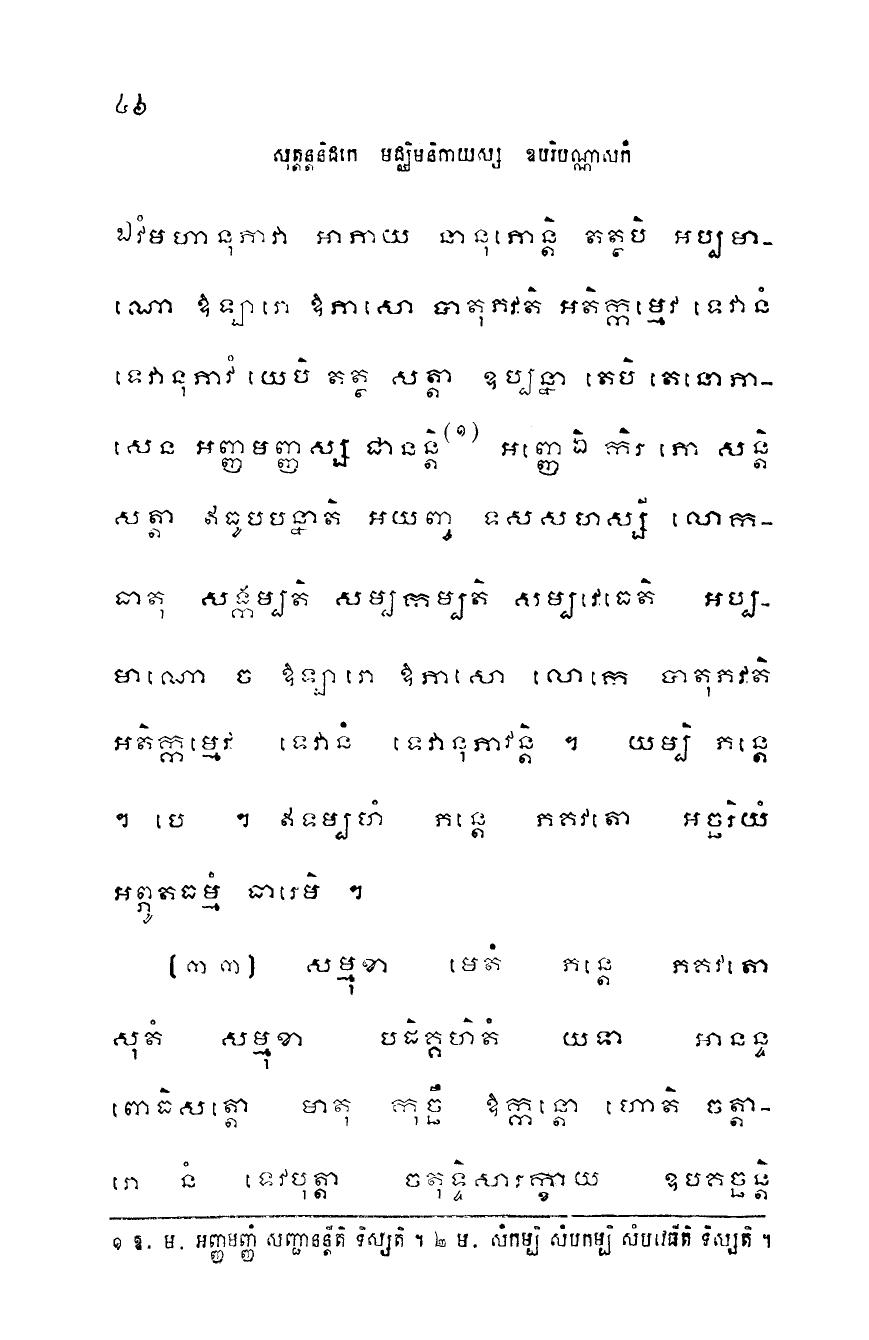 ៤៦
សុត្តន្តបិដកេ មជ្ឈិមនិកាយស្ស ឧបរិបណ្ណាសកំ
ឯវំមហានុភាវា អាភាយ នានុភោន្តិ តត្ថបិ អប្បមា-
ណោ ឱឡារោ ឱភាសោ បាតុភវតិ អតិក្កម្មេវ ទេវានំ
ទេវានុភាវំ យេបិ តត្ថ សត្តា ឧប្បន្នា តេបិ តេនោភា-
សេន អញ្ញមញ្ញស្ស ជានន្តិ(១) អញ្ញេឯិ កិរ ភោ សន្តិ
សត្តា ឥធូបបន្នាតិ អយញ្ច ទសសហស្សី លោក-
ធាតុ សង្កម្បតិ សម្បកម្បតិ សម្បវេធេតិ អប្ប-
មាណោ ច ឱឡារោ ឱភាសោ លោកេ បាតុភវតិ
អតិក្កម្មេវ ទេវានំ ទេវានុភាវន្តិ ។ យម្បិ ភន្តេ
។ បេ ។ ឥទម្បហំ ភន្តេ ភគវតោ អច្ឆរិយំ
អព្ភូតធម្មំ ធារេមិ ។
(៣៣) សម្មុខា មេតំ ភន្តេ ភគវតោ
សុតំ សម្មុខា បដិគ្គហិតំ យទា អានន្ទ
ពោធិសត្តោ មាតុ កុច្ឆឹ ឱក្កន្តោ ហោតិ ចត្តា-
រោ នំ ទេវបុត្តា ចតុទ្ទិសារក្ខាយ ឧបគច្ឆន្តិ
១ ឱ. ម. អញ្ញមញ្ញំ សញ្ជានន្តីតិ ទិស្សតិ ។ ២ ម. សំកម្បិ សំបកម្បិ សំបវេធីតិ ទិស្សតិ ។